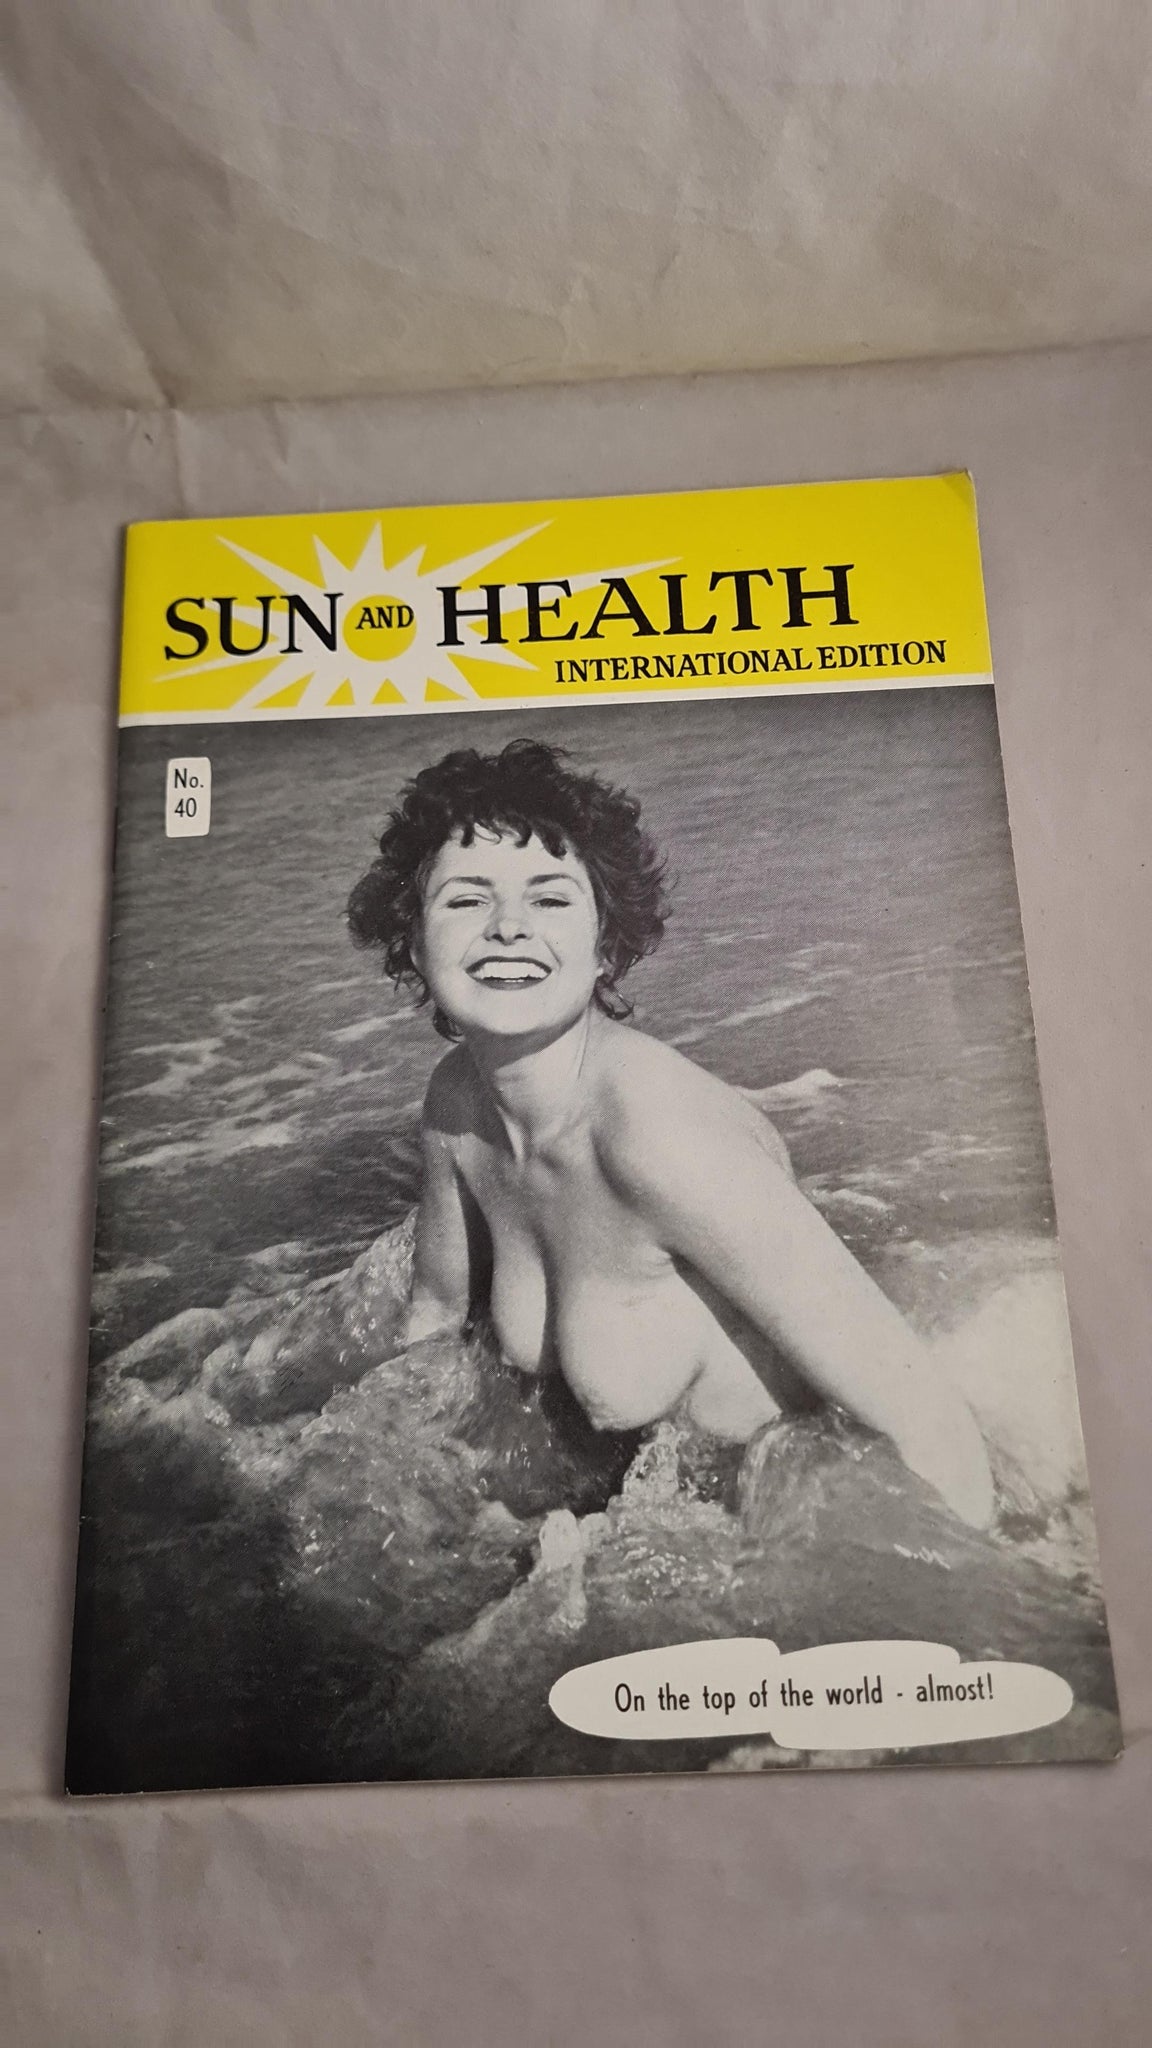 SUN AND HEALTH
INTERNATIONAL EDITION
No.
40
On the top of the world - almost!